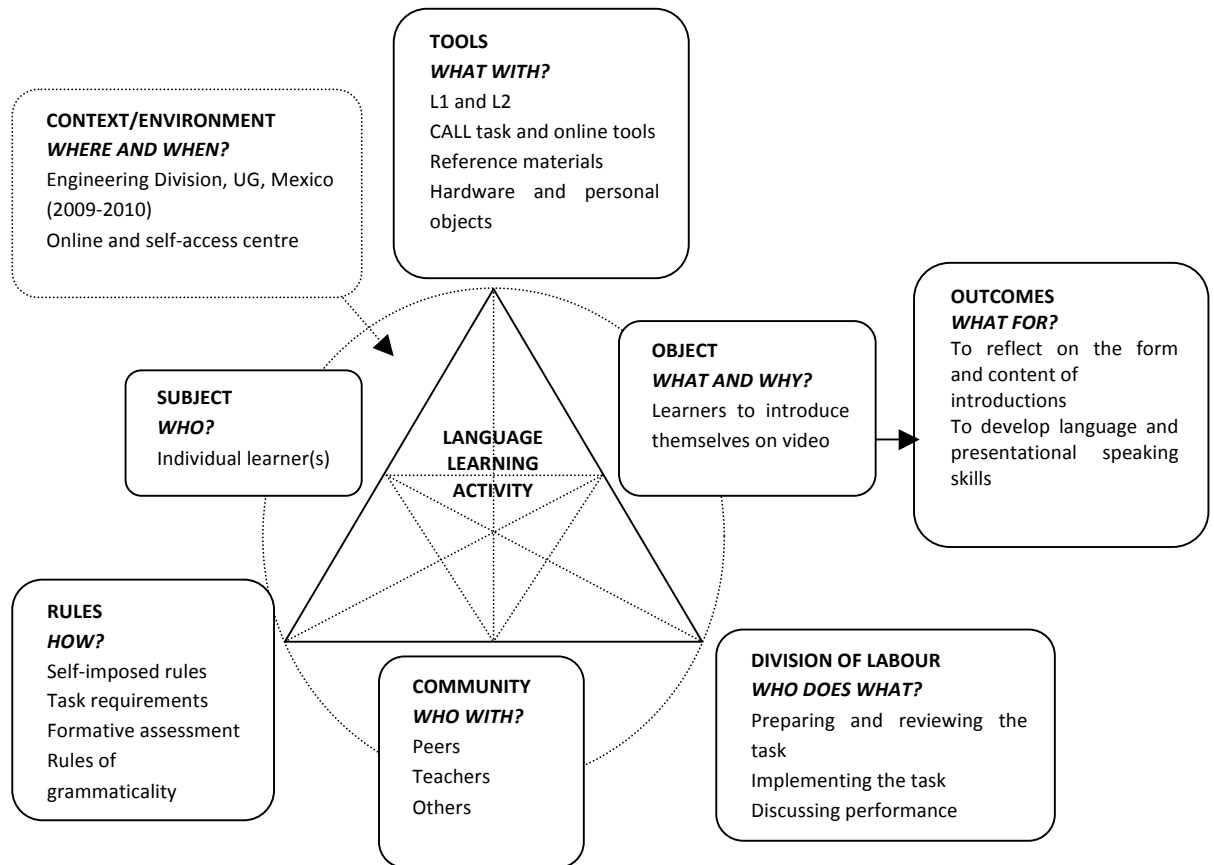 TOOLS
WHAT WITH?
L1 and L2
CALL task and online tools
Reference materials
Hardware and personal
objects
CONTEXT/ENVIRONMENT
WHERE AND WHEN?
Engineering Division, UG, Mexico
(2009-2010)
Online and self-access centre
OUTCOMES
WHAT FOR?
To reflect on the form
and content of
introductions
To develop language and
presentational speaking
skills
OBJECT
WHAT AND WHY?
Learners to introduce
themselves on video
SUBJECT
WHO?
Individual learner(s)
LANGUAGE
LEARNING
ACTIVITY
RULES
HOW?
Self-imposed rules
Task requirements
Formative assessment
Rules of
grammaticality
COMMUNITY
WHO WITH?
Peers
Teachers
Others
DIVISION OF LABOUR
WHO DOES WHAT?
Preparing and reviewing the
task
Implementing the task
Discussing performance